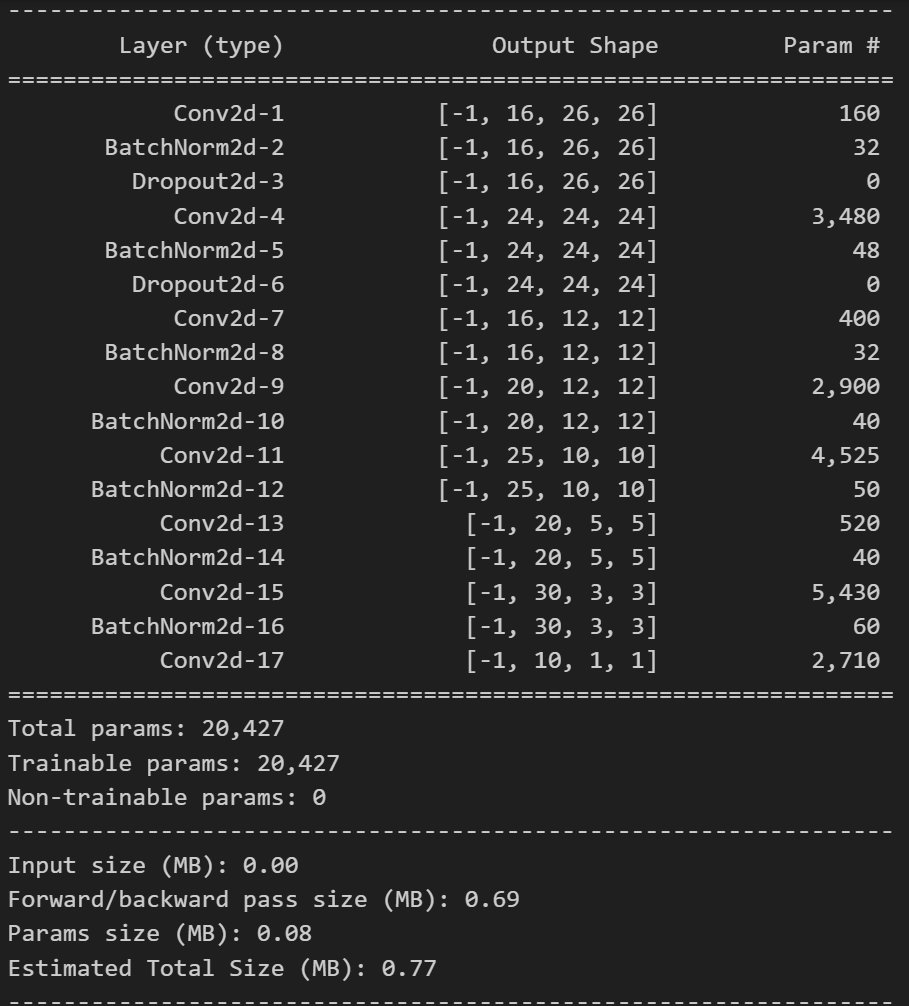 ----------------------------------------------------------------
Layer (type) Output Shape Param #
================================================================
Conv2d-1 [-1, 16, 26, 26] 160
BatchNorm2d-2 [-1, 16, 26, 26] 32
Dropout2d-3 [-1, 16, 26, 26] 0
Conv2d-4 [-1, 24, 24, 24] 3,480
BatchNorm2d-5 [-1, 24, 24, 24] 48
Dropout2d-6 [-1, 24, 24, 24] 0
Conv2d-7 [-1, 16, 12, 12] 400
BatchNorm2d-8 [-1, 16, 12, 12] 32
Conv2d-9 [-1, 20, 12, 12] 2,900
BatchNorm2d-10 [-1, 20, 12, 12] 40
Conv2d-11 [-1, 25, 10, 10] 4,525
BatchNorm2d-12 [-1, 25, 10, 10] 50
Conv2d-13 [-1, 20, 5, 5] 520
BatchNorm2d-14 [-1, 20, 5, 5] 40
Conv2d-15 [-1, 30, 3, 3] 5,430
BatchNorm2d-16 [-1, 30, 3, 3] 60
Conv2d-17 [-1, 10, 1, 1] 2,710
================================================================
Total params: 20,427
Trainable params: 20,427
Non-trainable params: 0
----------------------------------------------------------------
Input size (MB): 0.00
Forward/backward pass size (MB): 0.69
Params size (MB): 0.08
Estimated Total Size (MB): 0.77
----------------------------------------------------------------